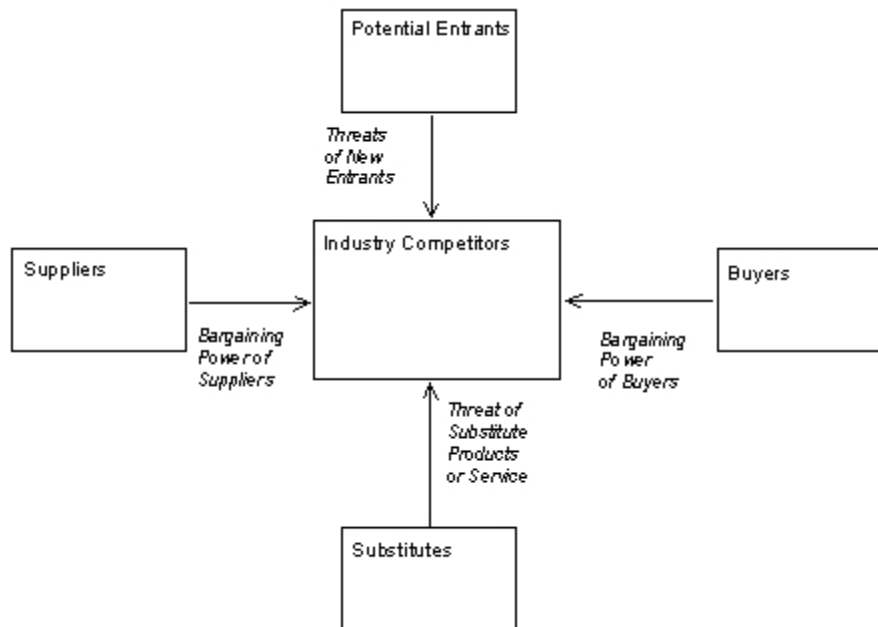 Potential Entrants
Threats
of New
Entrants
Industry Competitors
Suppliers
Buyers
Bargaining
Power of
Suppliers
Bargaining
Power
of Buyers
Threat of
Substitute
Products
or Service
Substitutes